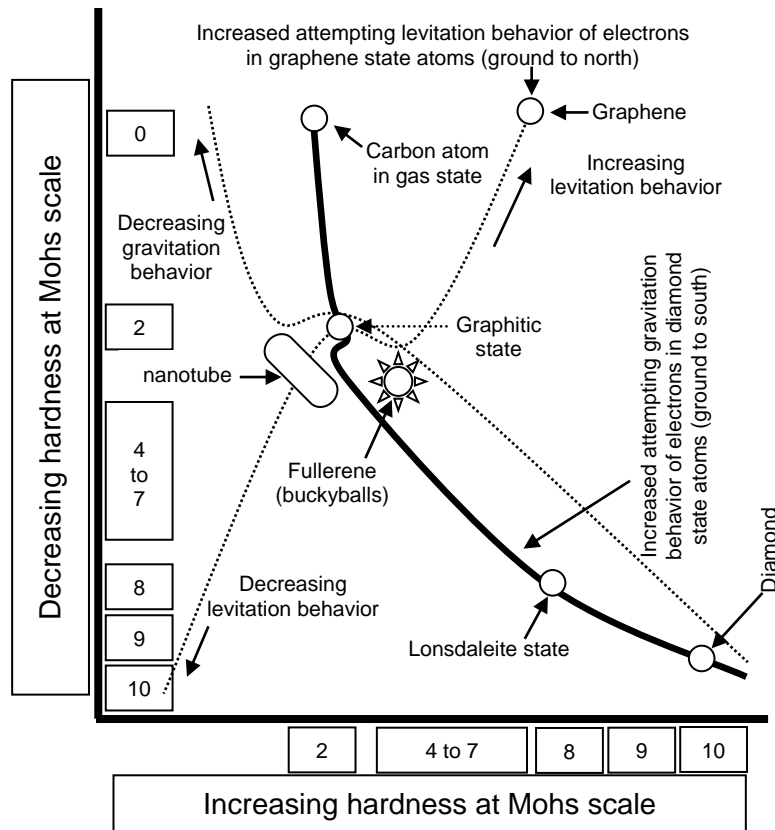 Increased attempting levitation behavior of electrons
in graphene state atoms (ground to north)
Graphene
0
Carbon atom
in gas state
Increasing
levitation behavior
Decreasing
gravitation
behavior
Decreasing hardness at Mohs scale
2
Graphitic
state
nanotube
Increased attempting gravitation
behavior of electrons in diamond
state atoms (ground to south)
4
to
7
Fullerene
(buckyballs)
Diamond
8
Decreasing
levitation behavior
9
Lonsdaleite state
10
2
4 to 7
8
9
10
Increasing hardness at Mohs scale